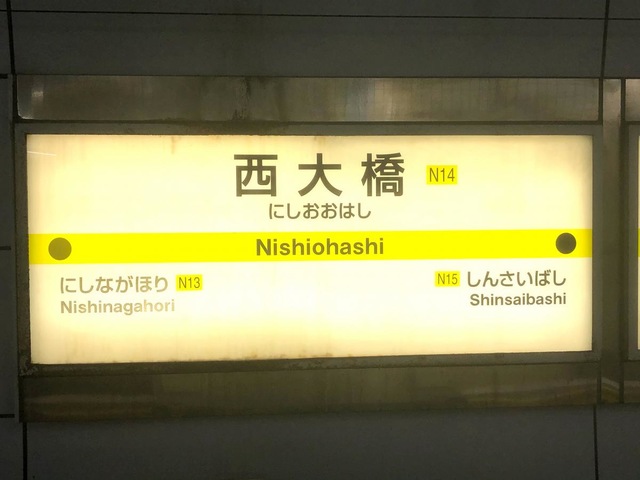 西大橋 N14
にしおおはし
Nishiohashi
にしながほり N13
Nishinagahori
N15 しんさいばし
Shinsaibashi